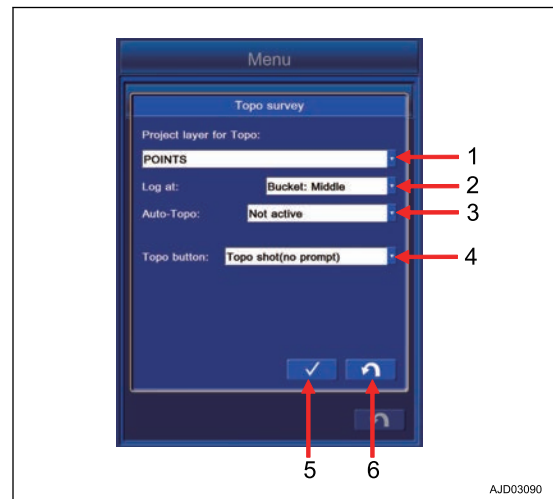 Menu
Topo survey
Project layer for Topo:
POINTS
1
Log at:
Bucket: Middle
2
Auto-Topo:
Not active
3
Topo button:
Topo shot(no prompt)
4
5
6
AJD03090